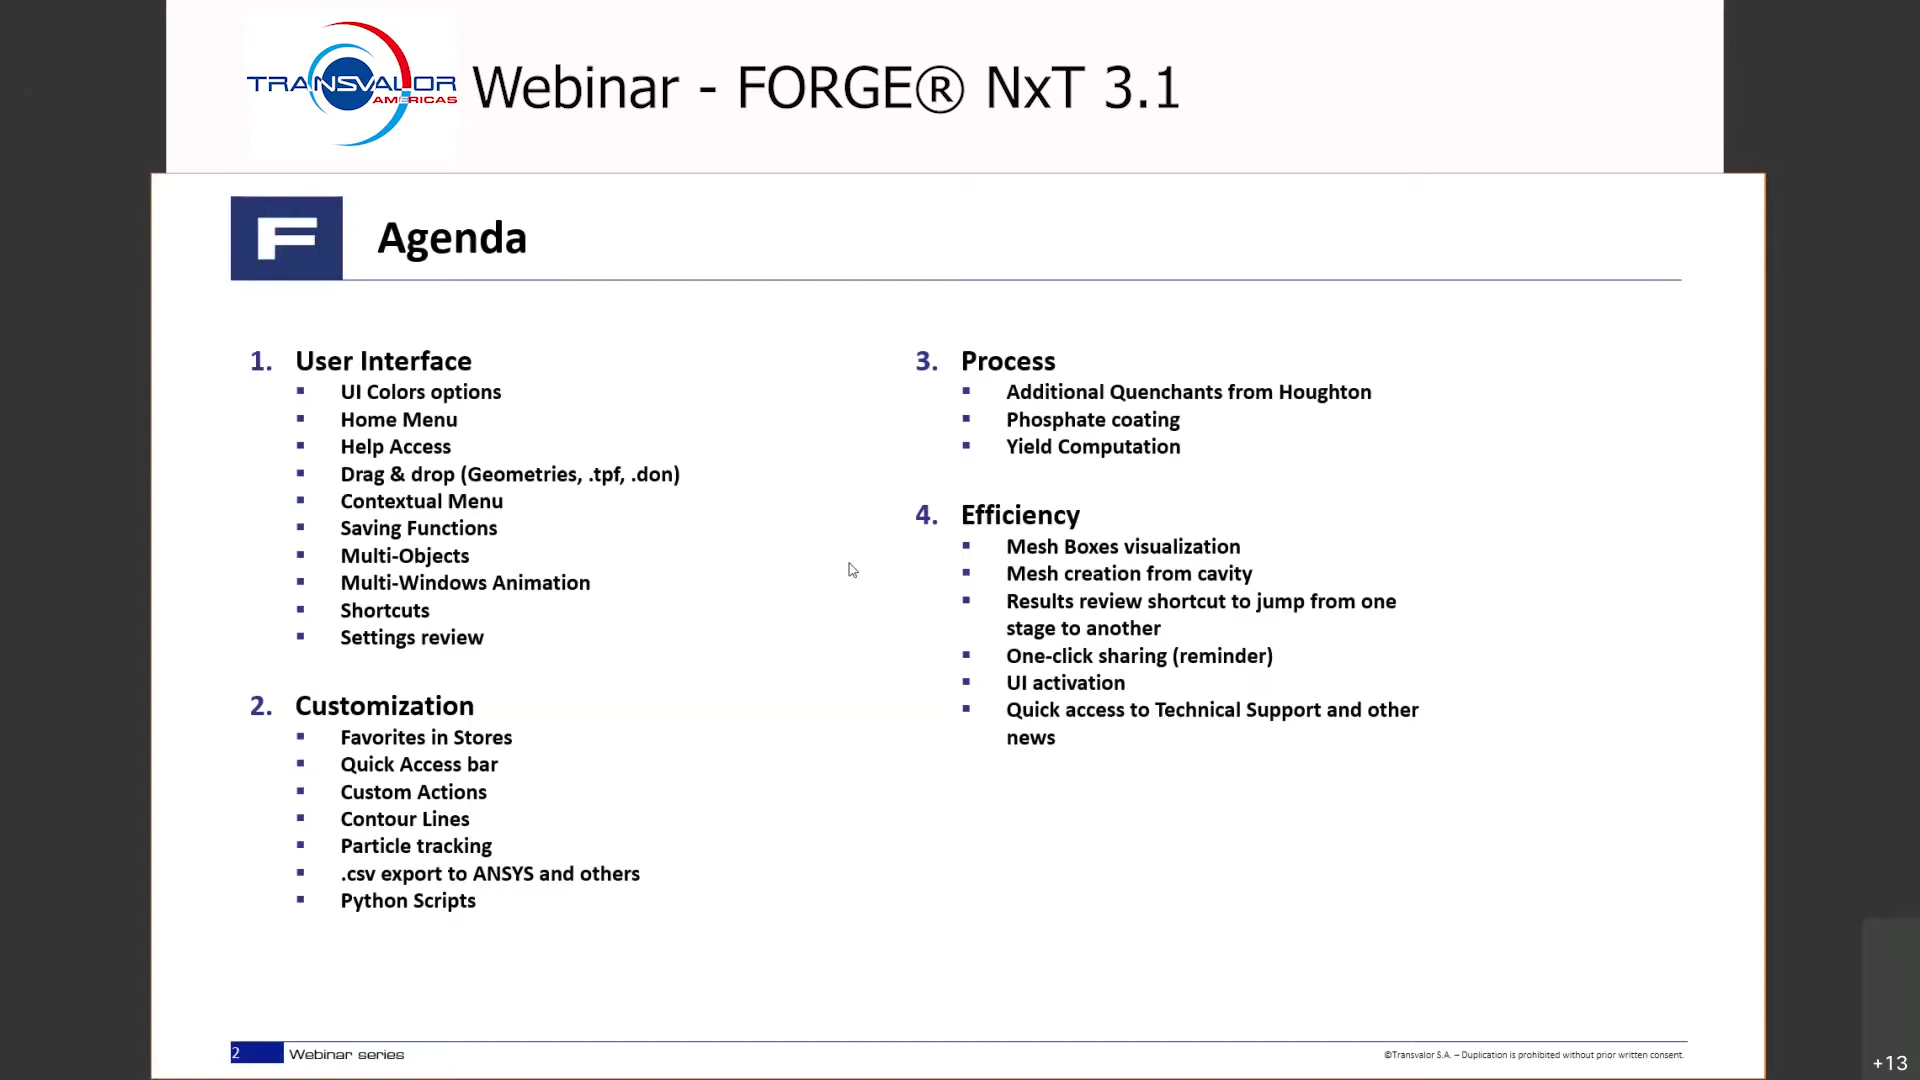 TRANSVALOR
AMERICAS
Webinar - FORGE® NxT 3.1
F
Agenda
1. User Interface
▪ UI Colors options
▪ Home Menu
▪ Help Access
▪ Drag & drop (Geometries, .tpf, .don)
▪ Contextual Menu
▪ Saving Functions
▪ Multi-Objects
▪ Multi-Windows Animation
▪ Shortcuts
▪ Settings review
2. Customization
▪ Favorites in Stores
▪ Quick Access bar
▪ Custom Actions
▪ Contour Lines
▪ Particle tracking
▪ .csv export to ANSYS and others
▪ Python Scripts
3. Process
▪ Additional Quenchants from Houghton
▪ Phosphate coating
▪ Yield Computation
4. Efficiency
▪ Mesh Boxes visualization
▪ Mesh creation from cavity
▪ Results review shortcut to jump from one
stage to another
▪ One-click sharing (reminder)
▪ UI activation
▪ Quick access to Technical Support and other
news
2 Webinar series
©Transvalor S.A. – Duplication is prohibited without prior written consent.
+13